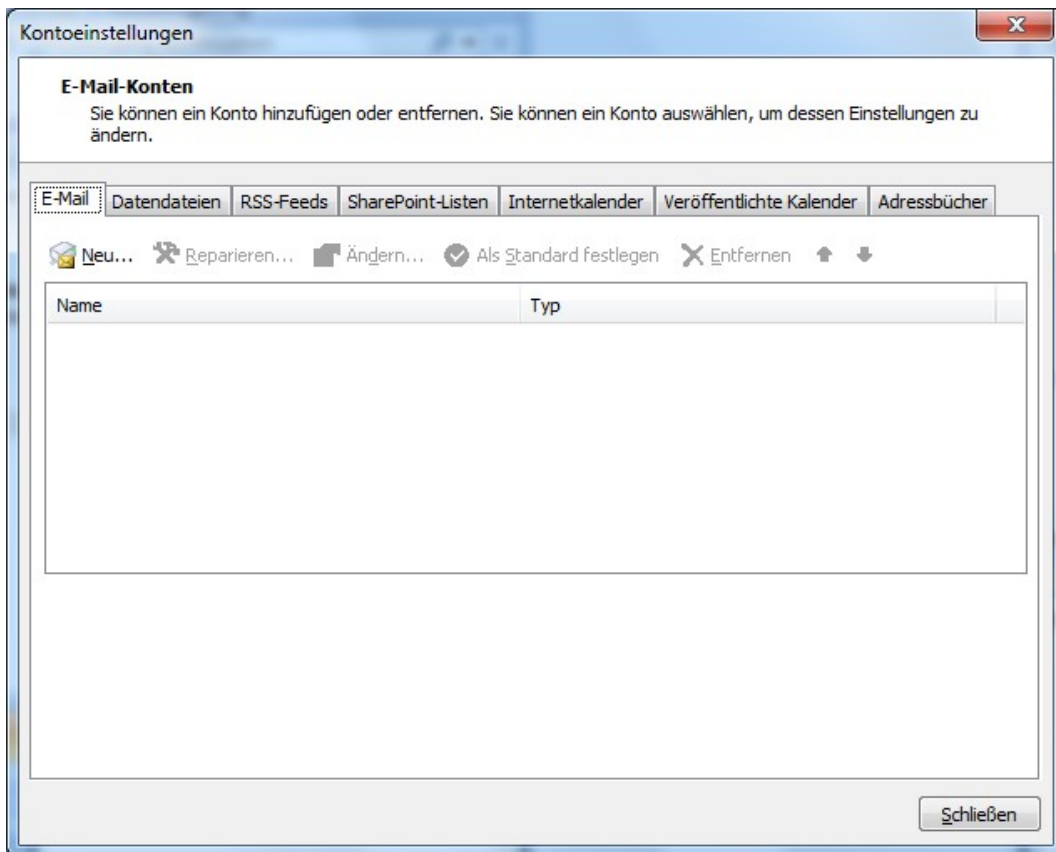 Kontoeinstellungen
E-Mail-Konten
Sie können ein Konto hinzufügen oder entfernen. Sie können ein Konto auswählen, um dessen Einstellungen zu
ändern.
E-Mail Datendateien RSS-Feeds SharePoint-Listen Internetkalender Veröffentlichte Kalender Adressbücher
Neu... Reparieren... Ändern... Als Standard festlegen Entfernen
Name Typ
Schließen